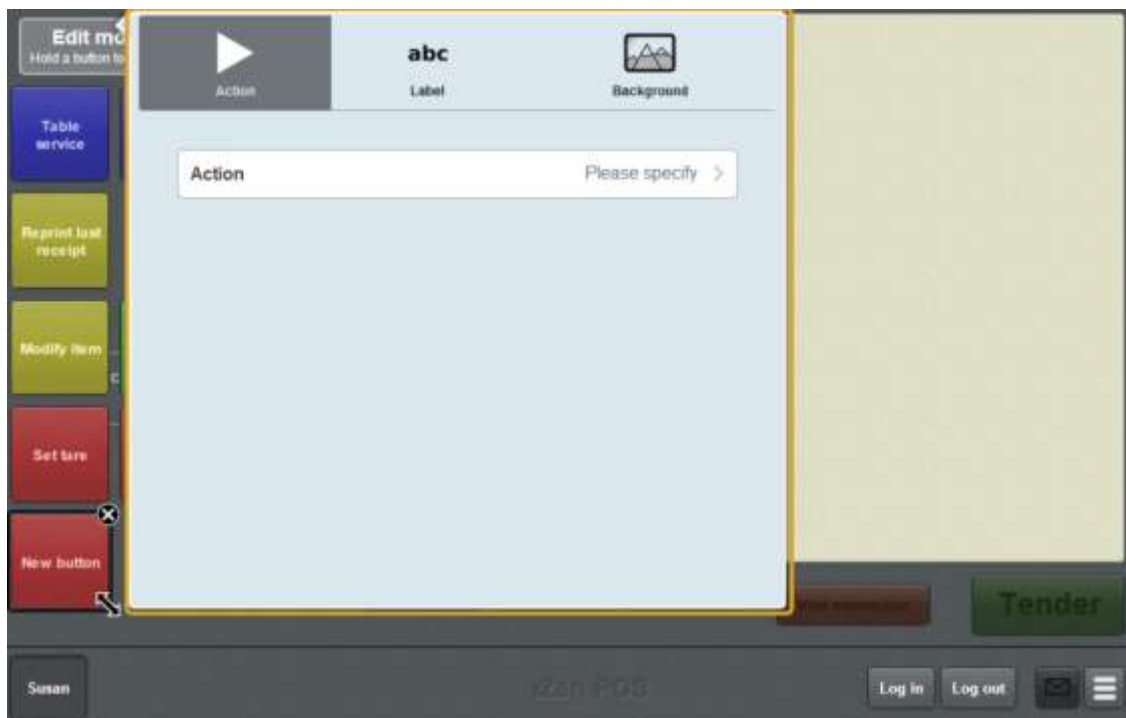 Edit mo
Hold a button to
abc
Action
Label
Background
Table
service
Action
Please specify
Reprint last
receipt
Modify item
Set tare
New button
Tender
Susan
Log in
Log out